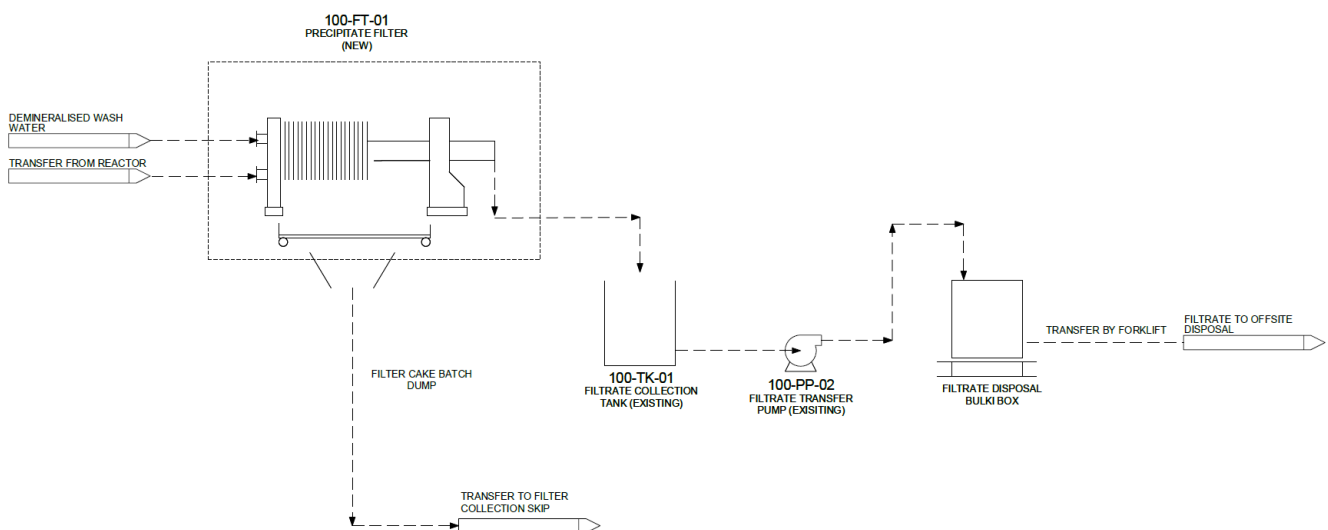 100-FT-01
PRECIPITATE FILTER
(NEW)
DEMINERALISED WASH
WATER
TRANSFER FROM REACTOR
FILTER CAKE BATCH
DUMP
TRANSFER TO FILTER
COLLECTION SKIP
100-TK-01
FILTRATE COLLECTION
TANK (EXISTING)
100-PP-02
FILTRATE TRANSFER
PUMP (EXISITING)
FILTRATE DISPOSAL
BULKI BOX
TRANSFER BY FORKLIFT
FILTRATE TO OFFSITE
DISPOSAL